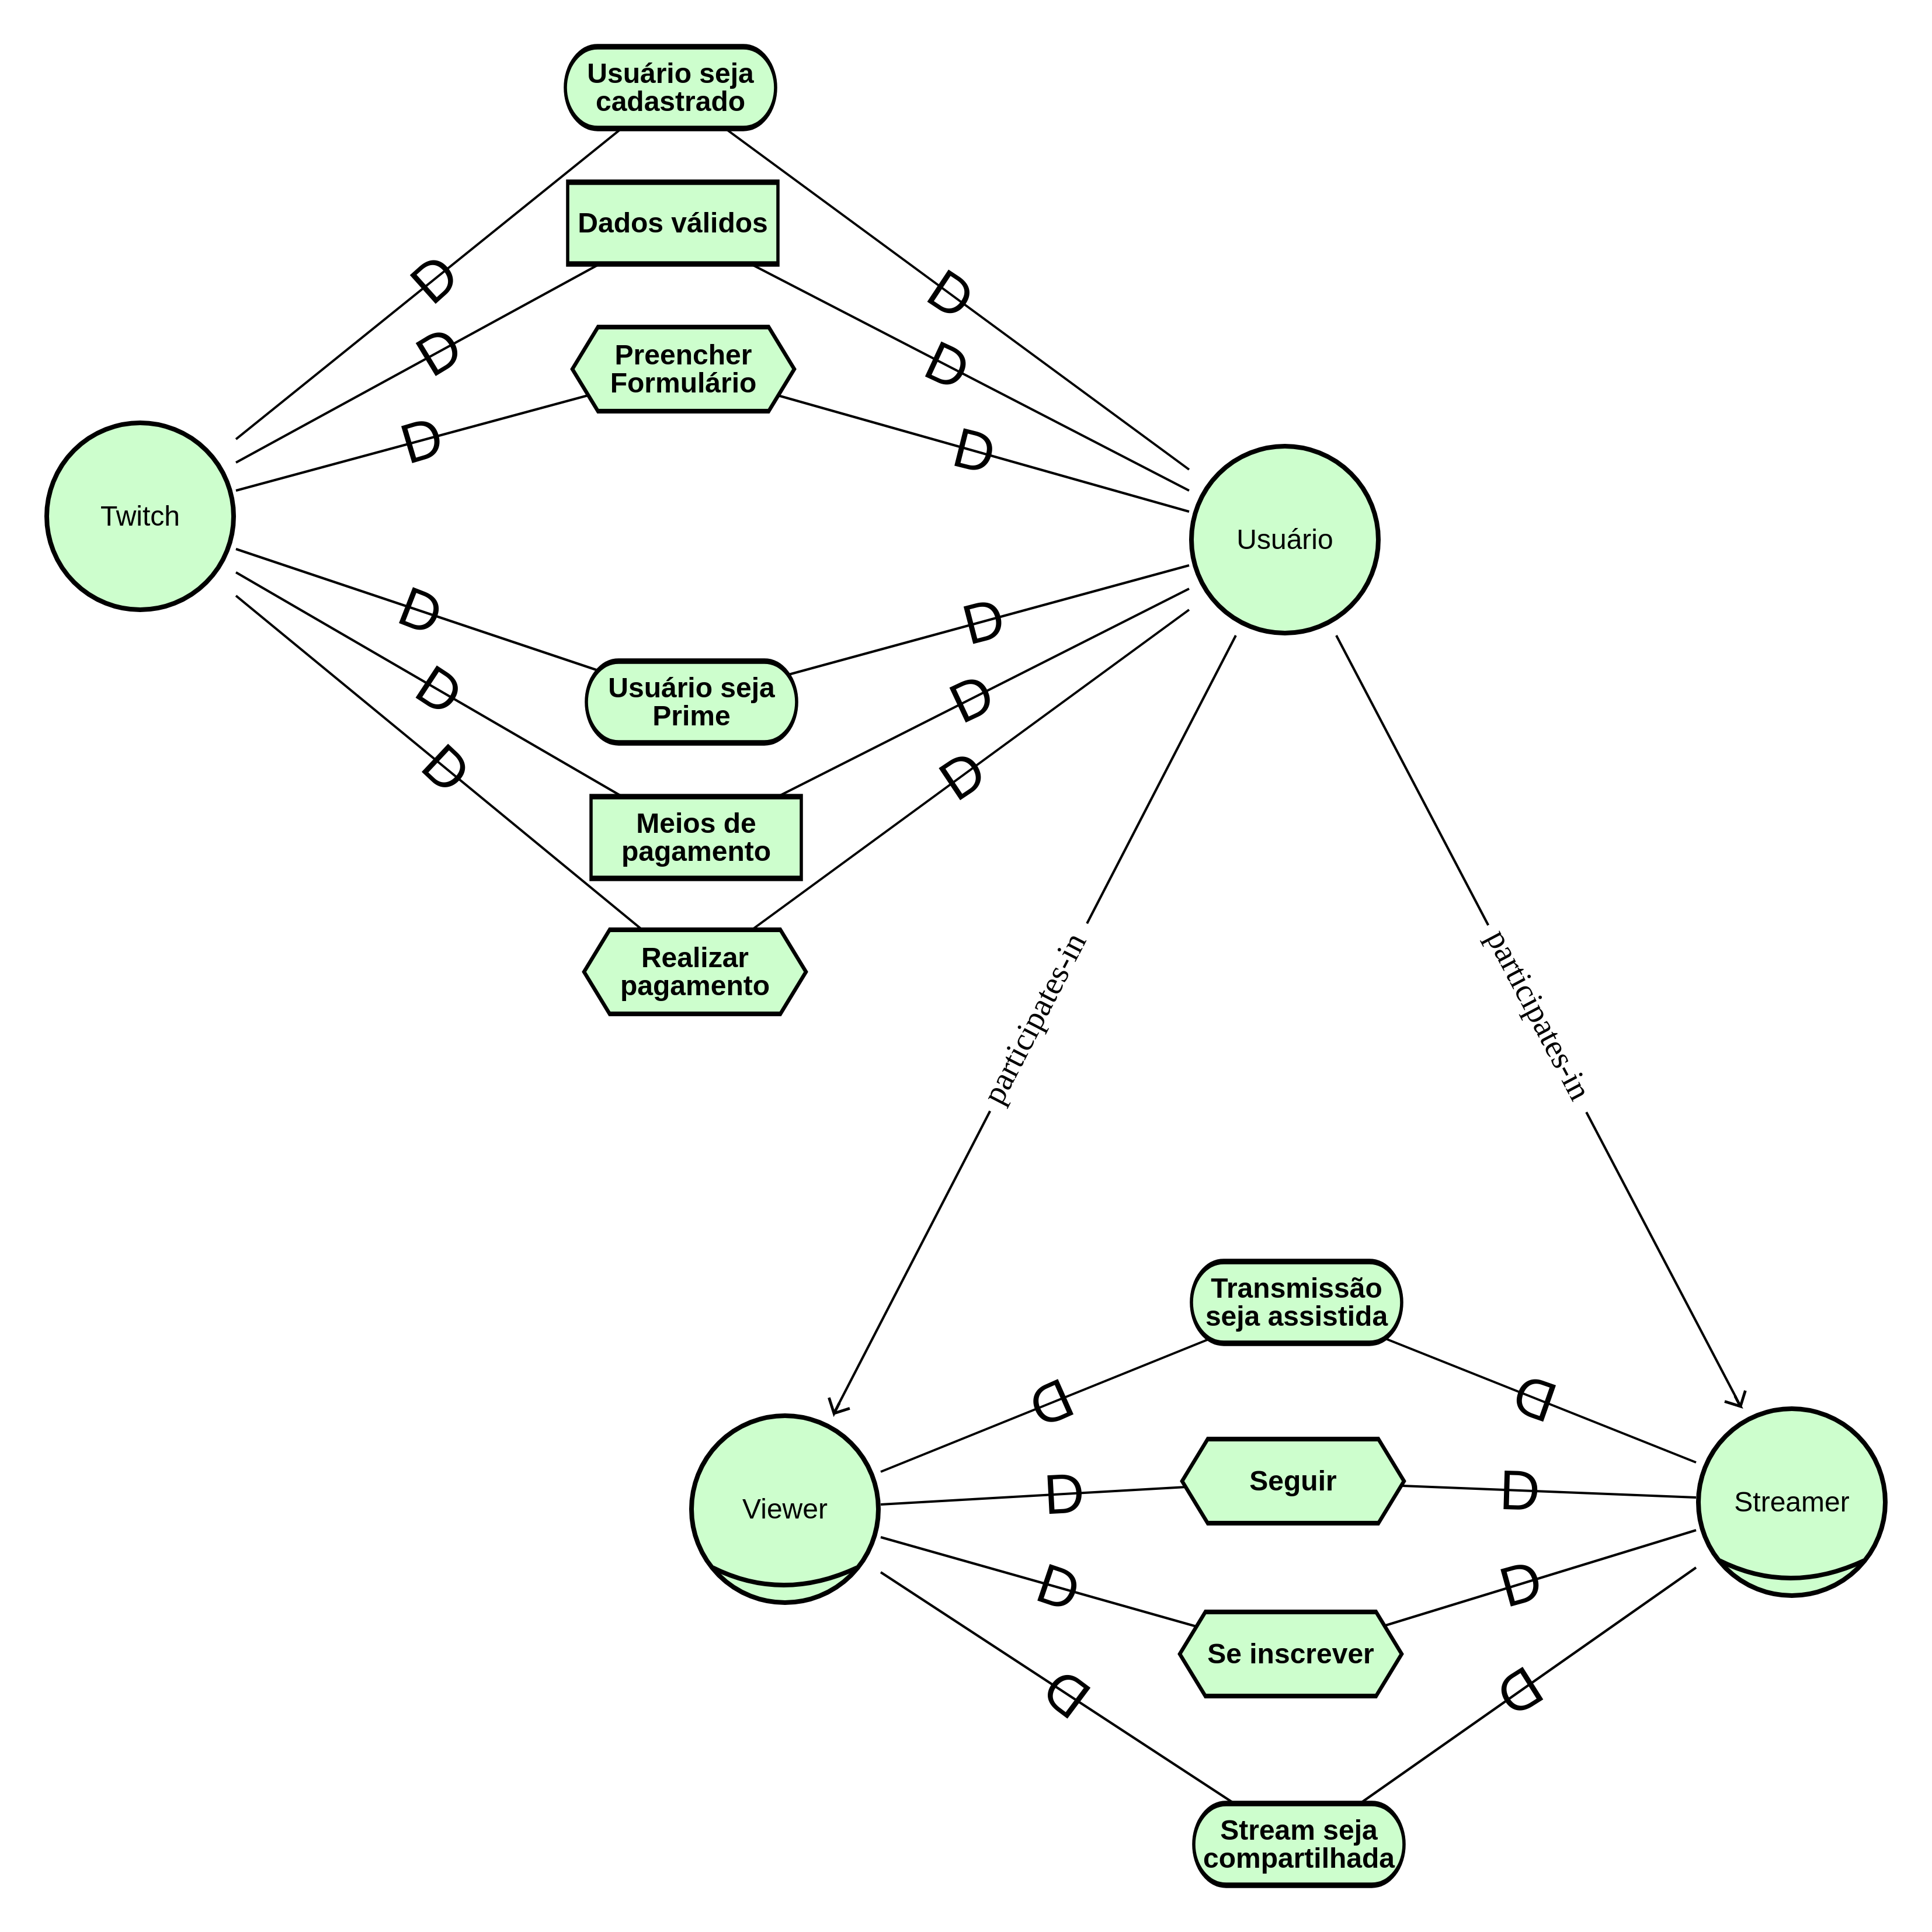 Usuário seja
cadastrado
Dados válidos
D
D
D
D
Preencher
Formulário
D
D
Twitch
Usuário
D
D
Usuário seja
Prime
D
D
D
D
Meios de
pagamento
Realizar
pagamento
participates-in
participates-in
Transmissão
seja assistida
D
D
Seguir
D
D
Viewer
Streamer
D
D
Se inscrever
D
D
Stream seja
compartilhada